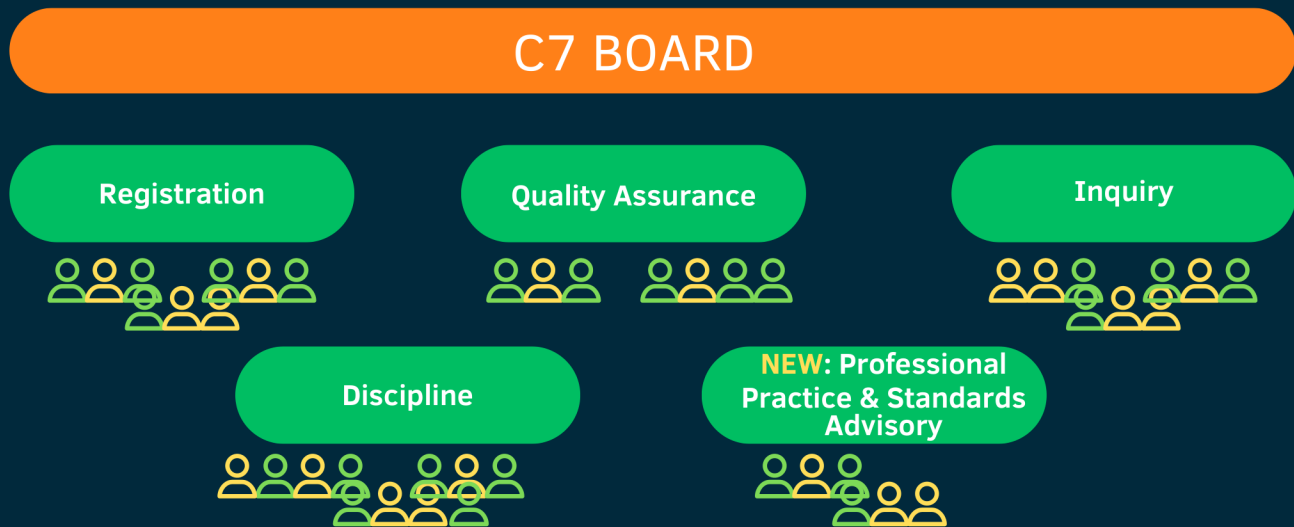 C7 BOARD
Registration
Quality Assurance
Inquiry
Discipline
NEW: Professional
Practice & Standards
Advisory